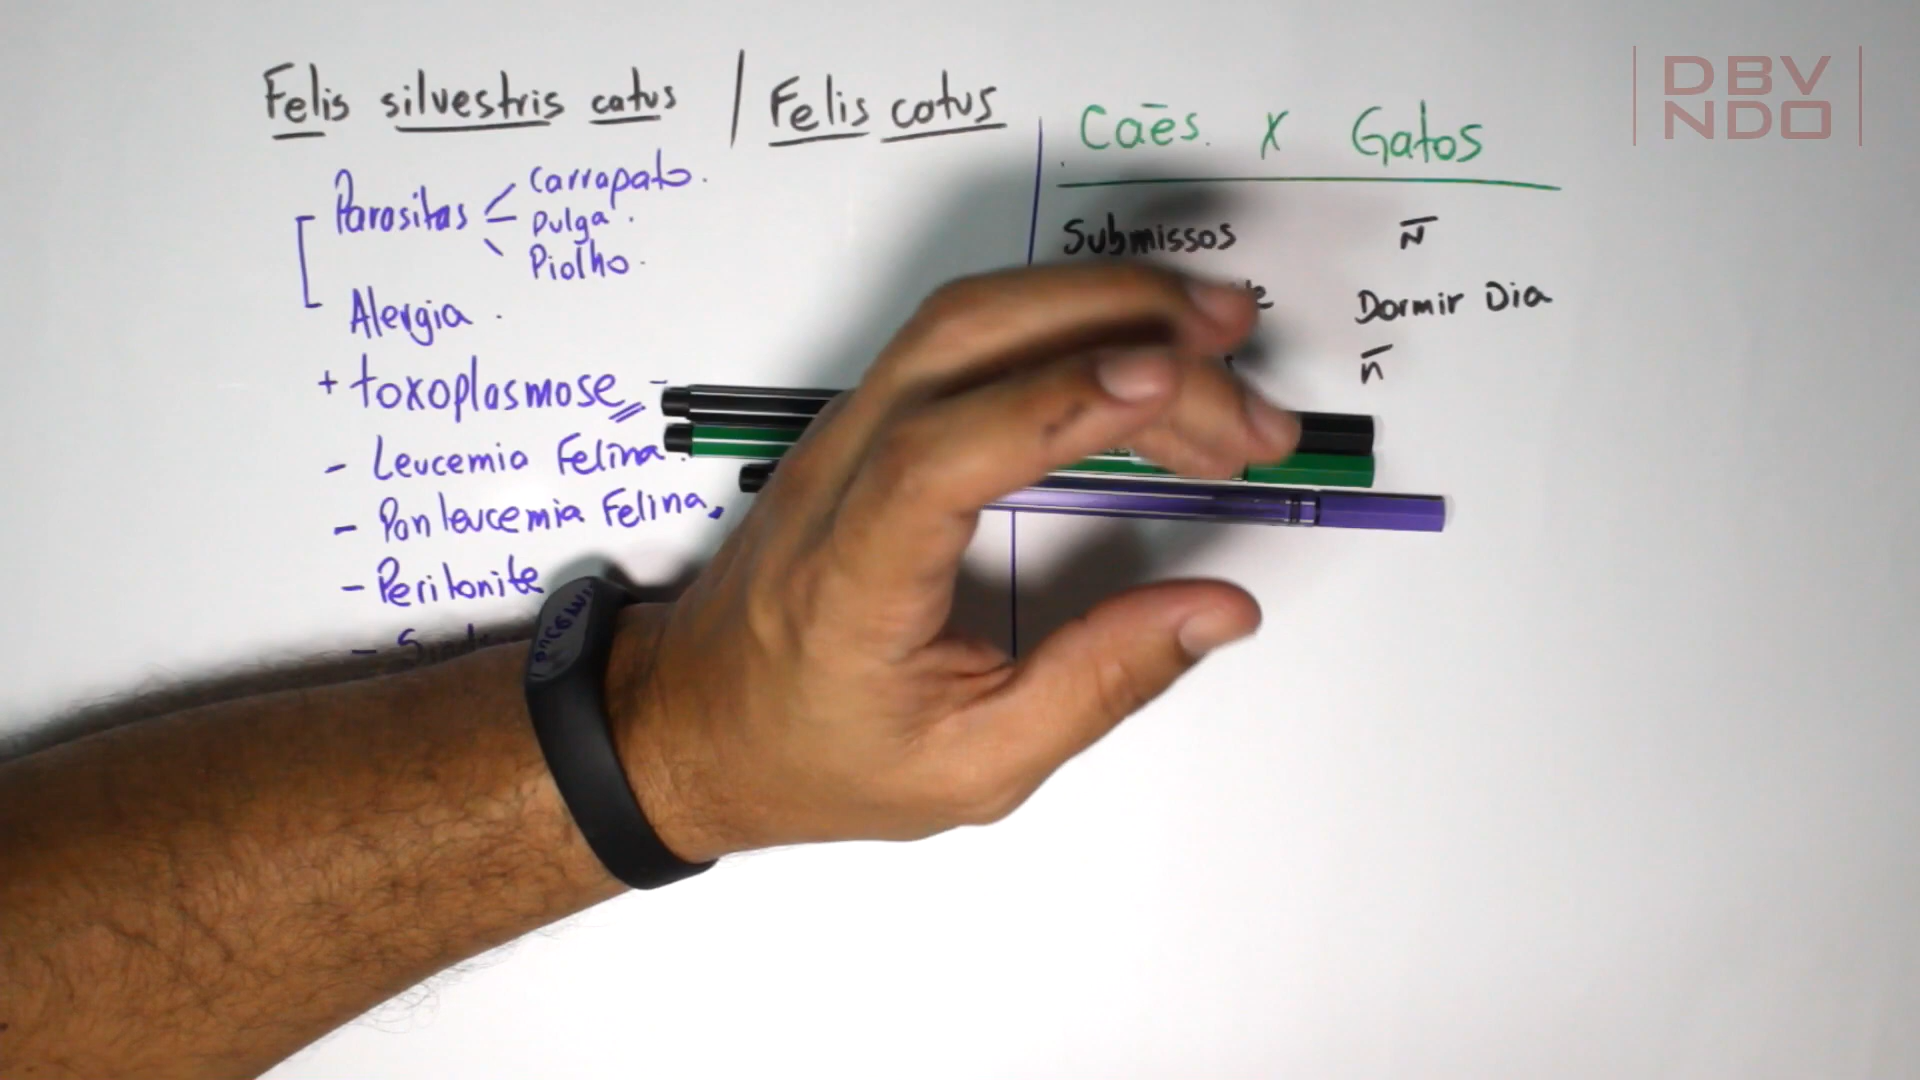 Felis silvestris catus / Felis catus
Parasitas
Carrapato.
Pulga.
Piolho.
Alergia.
+ toxoplasmose -
- Leucemia Felina.
- Panleucemia Felina.
- Peritonite
Cães. X Gatos
Submissos N̄
Dormir Dia
n̄
DBV
NDO